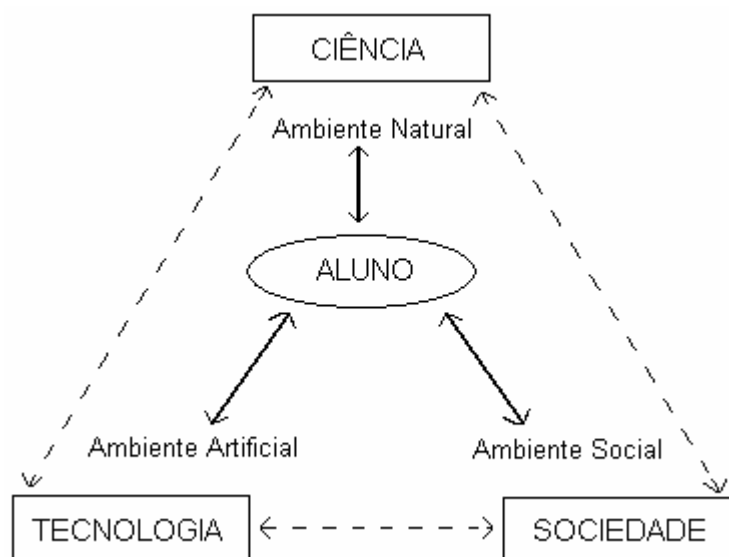 CIÊNCIA
Ambiente Natural
ALUNO
Ambiente Artificial
Ambiente Social
TECNOLOGIA
SOCIEDADE